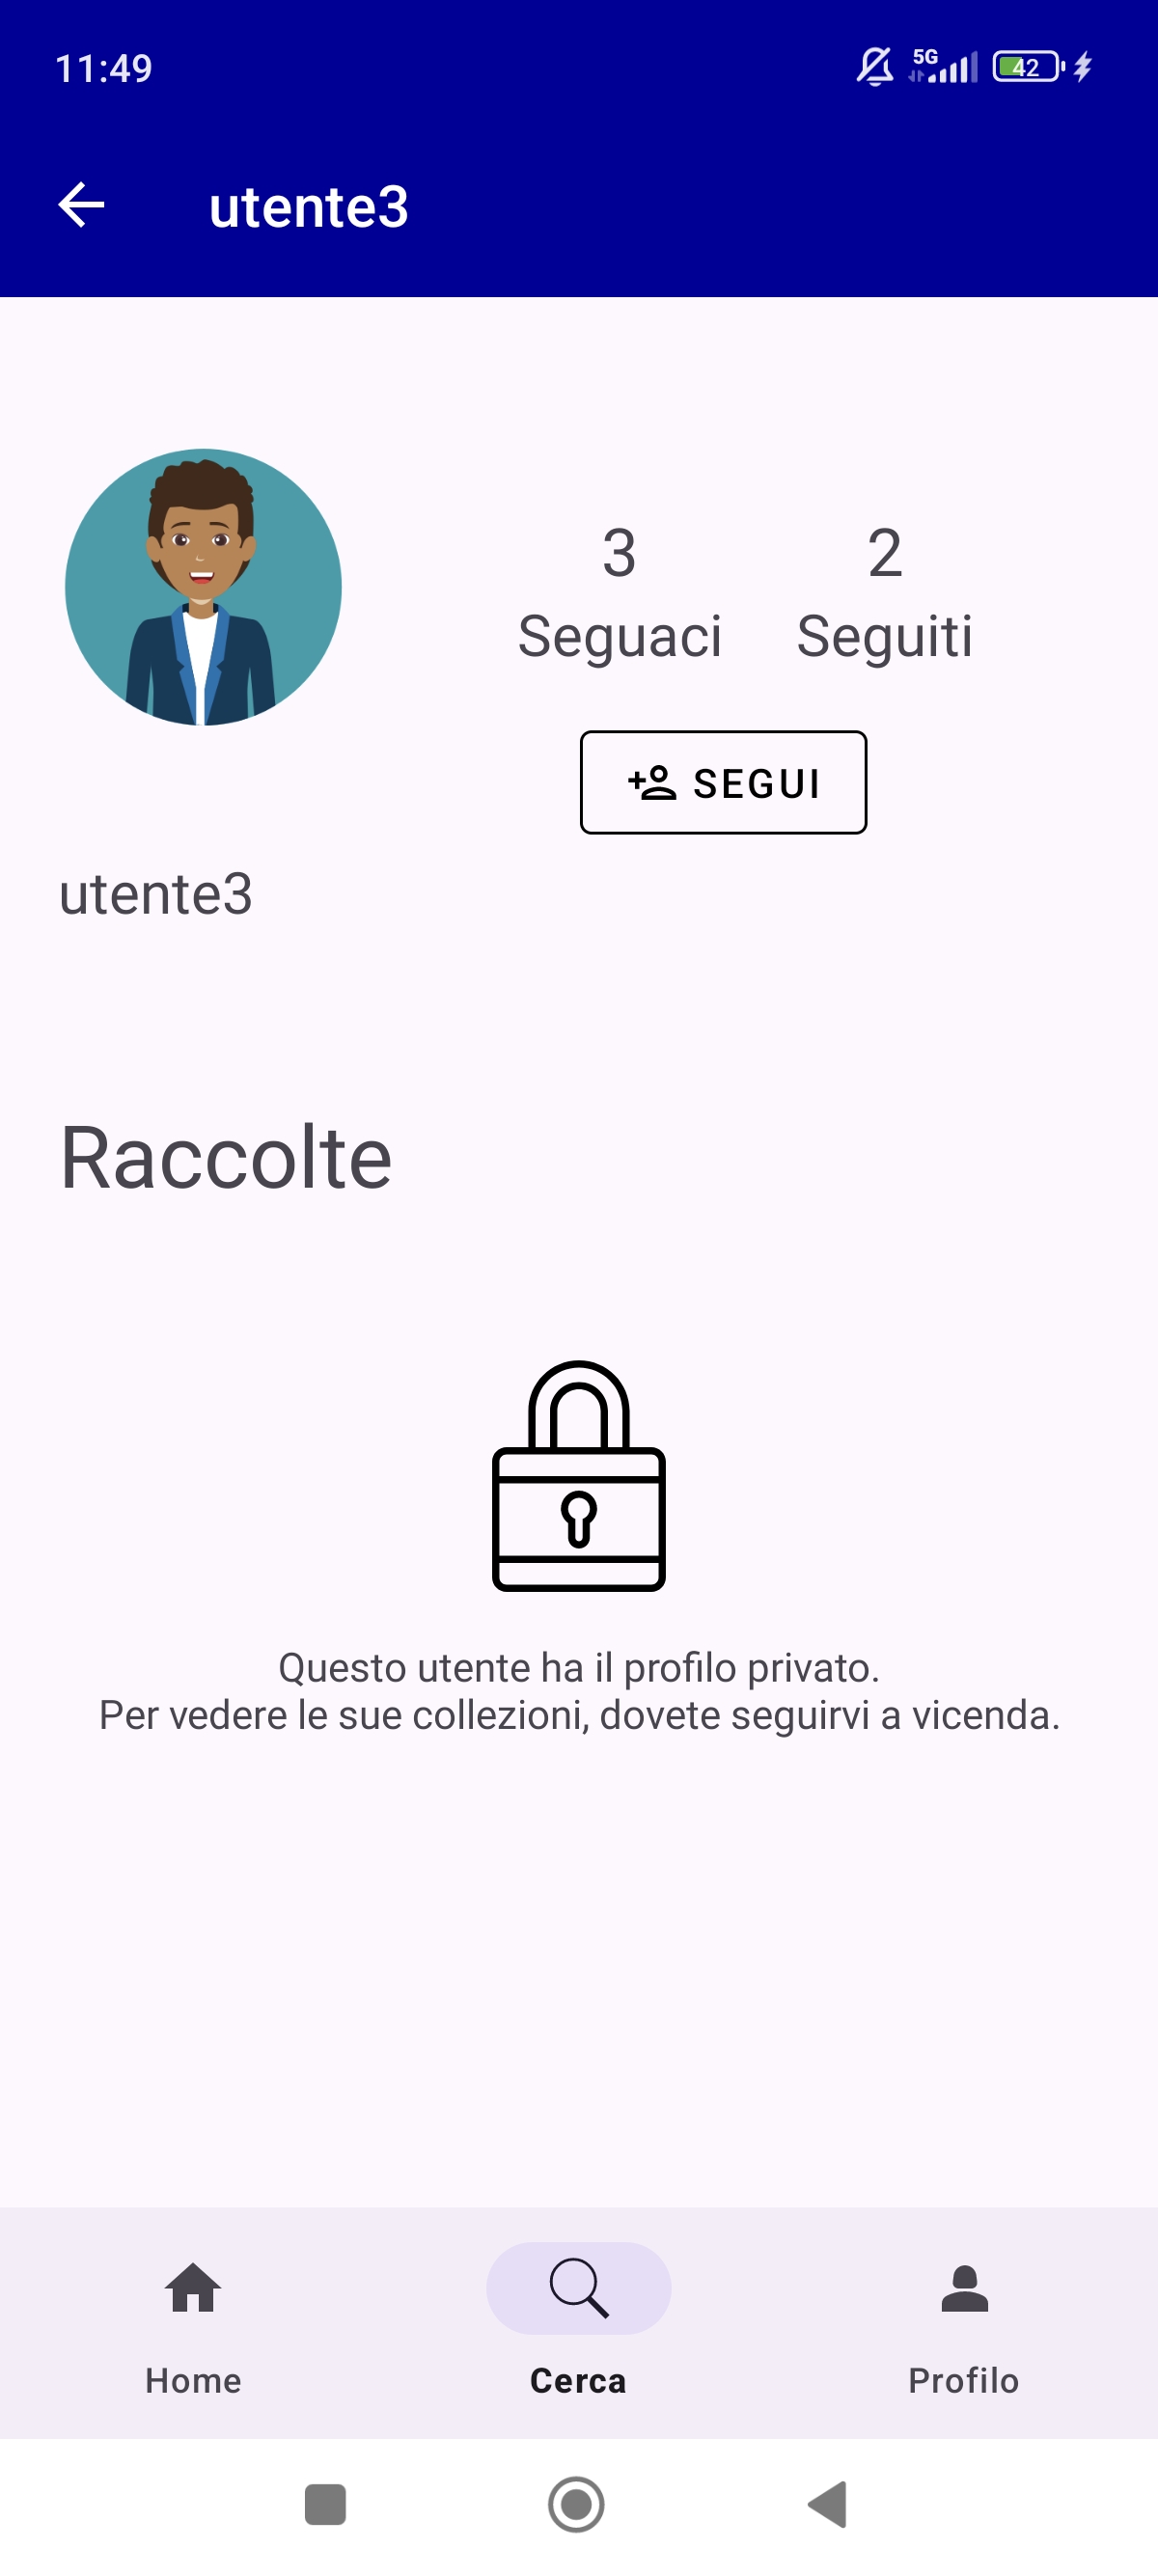 11:49
5G
42
utente3
3
2
Seguaci
Seguiti
SEGUI
utente3
Raccolte
Questo utente ha il profilo privato.
Per vedere le sue collezioni, dovete seguirvi a vicenda.
Home
Cerca
Profilo